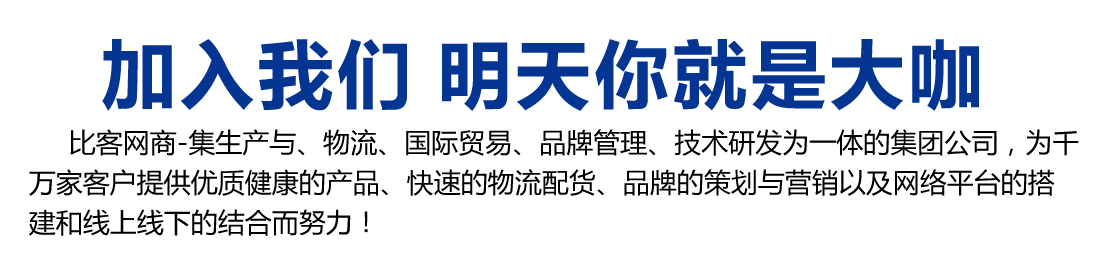 加入我们 明天你就是大咖
比客网商-集生产与、物流、国际贸易、品牌管理、技术研发为一体的集团公司，为千
万家客户提供优质健康的产品、快速的物流配货、品牌的策划与营销以及网络平台的搭
建和线上线下的结合而努力！